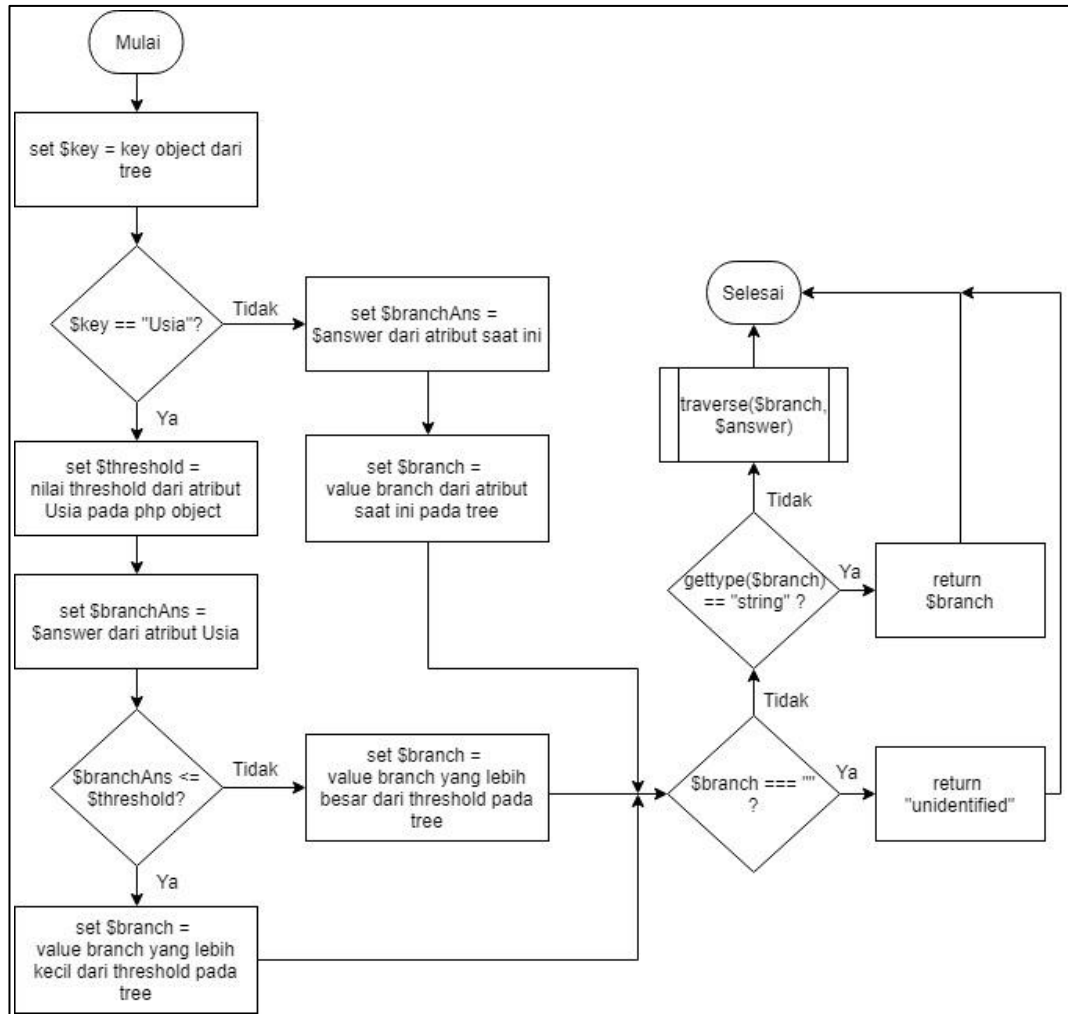 Mulai
set $key = key object dari
tree
$key == "Usia"?
Tidak
Ya
set $branchAns =
$answer dari atribut saat ini
set $branch =
value branch dari atribut
saat ini pada tree
set $threshold =
nilai threshold dari atribut
Usia pada php object
set $branchAns =
$answer dari atribut Usia
$branchAns <=
$threshold?
Tidak
Ya
set $branch =
value branch yang lebih
besar dari threshold pada
tree
set $branch =
value branch yang lebih
kecil dari threshold pada
tree
$branch === ""
?
Ya
return
"unidentified"
Tidak
gettype($branch)
== "string" ?
Ya
return
$branch
Tidak
traverse($branch,
$answer)
Selesai